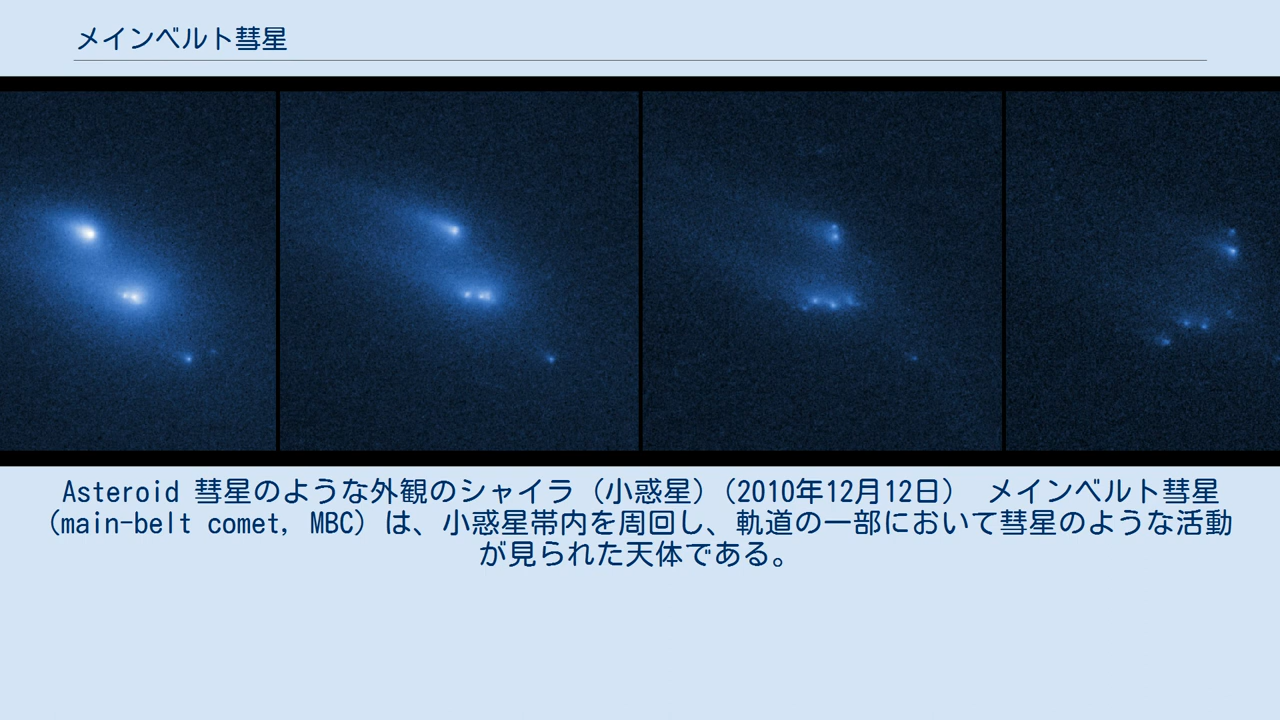 メインベルト彗星
Asteroid 彗星のような外観のシャイラ (小惑星) (2010年12月12日) メインベルト彗星
(main-belt comet, MBC) は、小惑星帯内を周回し、軌道の一部において彗星のような活動
が見られた天体である。